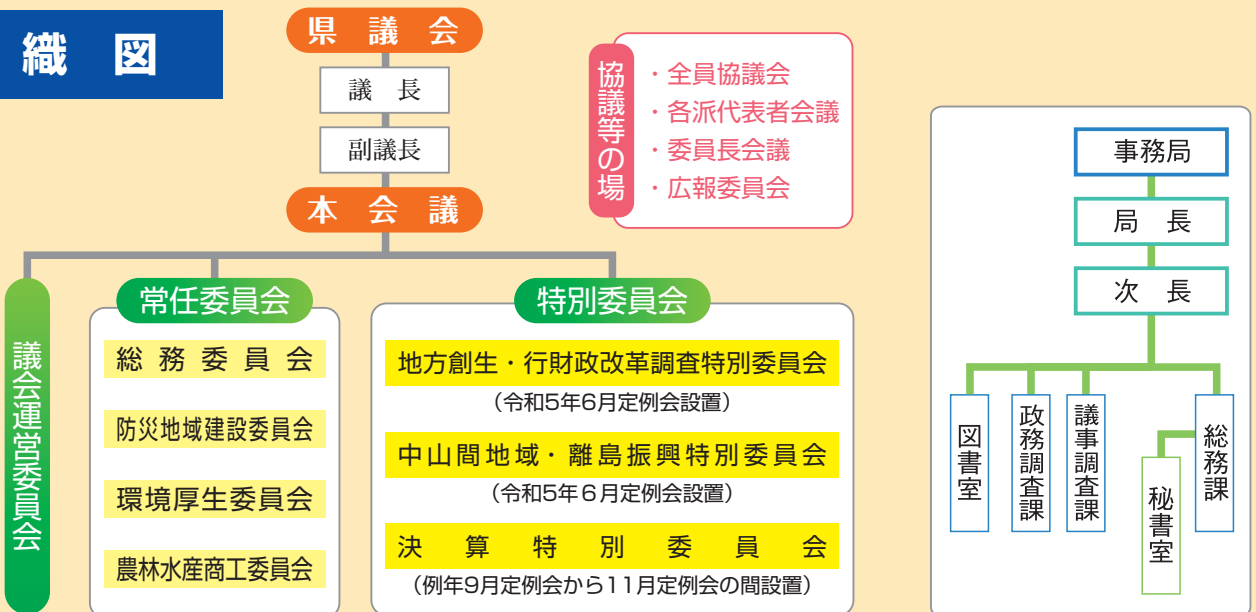 織 図
県 議 会
議 長
副議長
本 会 議
協議等の場
・全員協議会
・各派代表者会議
・委員長会議
・広報委員会
議会運営委員会
常任委員会
総 務 委 員 会
防災地域建設委員会
環境厚生委員会
農林水産商工委員会
特別委員会
地方創生・行財政改革調査特別委員会
(令和5年6月定例会設置)
中山間地域・離島振興特別委員会
(令和5年6月定例会設置)
決 算 特 別 委 員 会
(例年9月定例会から11月定例会の間設置)
事務局
局 長
次 長
図書室
政務調査課
議事調査課
秘書室
総務課